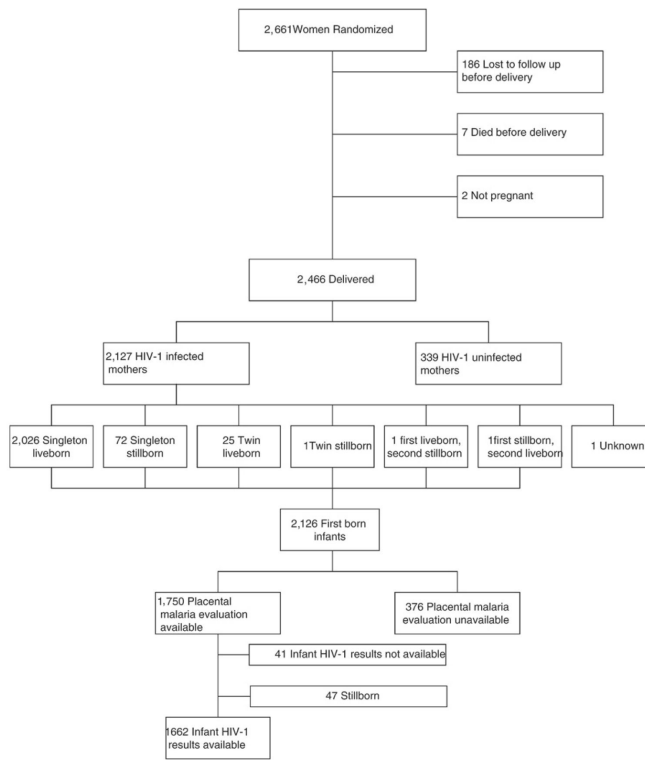 2,661Women Randomized
186 Lost to follow up
before delivery
7 Died before delivery
2 Not pregnant
2,466 Delivered
2,127 HIV-1 infected
mothers
339 HIV-1 uninfected
mothers
2,026 Singleton
liveborn
72 Singleton
stillborn
25 Twin
liveborn
1Twin stillborn
1 first liveborn,
second stillborn
1first stillborn,
second liveborn
1 Unknown
2,126 First born
infants
1,750 Placental
malaria evaluation
available
376 Placental malaria
evaluation unavailable
41 Infant HIV-1 results not available
47 Stillborn
1662 Infant HIV-1
results available